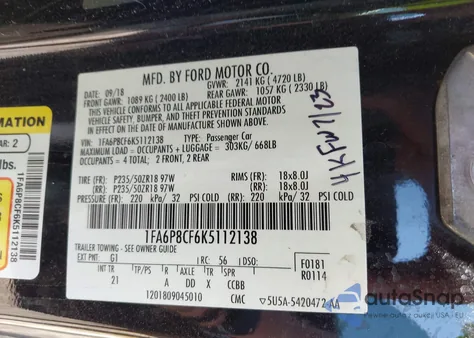 MFD. BY FORD MOTOR CO.
09/18
GVWR: 2141 KG (4720 LB)
FRONT GAWR: 1089 KG (2400 LB)
REAR GAWR: 1057 KG (2330 LB)
THIS VEHICLE CONFORMS TO ALL APPLICABLE FEDERAL MOTOR
VEHICLE SAFETY, BUMPER, AND THEFT PREVENTION STANDARDS
IN EFFECT ON THE DATE OF MANUFACTURE SHOWN ABOVE.
VIN: 1FA6P8CF6K5112138
TYPE: Passenger Car
MAXIMUM LOAD = OCCUPANTS + LUGGAGE = 303KG / 668LB
OCCUPANTS = 4 TOTAL; 2 FRONT, 2 REAR
TIRE (FR): P235/50ZR18 97W RIMS (FR): 18x8.0J
(RR): P235/50ZR18 97W (RR): 18x8.0J
PRESSURE (FR): 220 kPa/ 32 PSI COLD (RR): 220 kPa/ 32 PSI COLD
1FA6P8CF6K5112138
TRAILER TOWING - SEE OWNER GUIDE
EXT PNT: G1 RC: 56 DSO:
F0181
R0114
INT TR TP/PS R AXLE TR SPR
21 A DD X CCBB
1201809045010 CMC
5USA-5420472-AA
MATION
AR: 2
lbs.
1FA6P8CF6K5112138
autoSnap